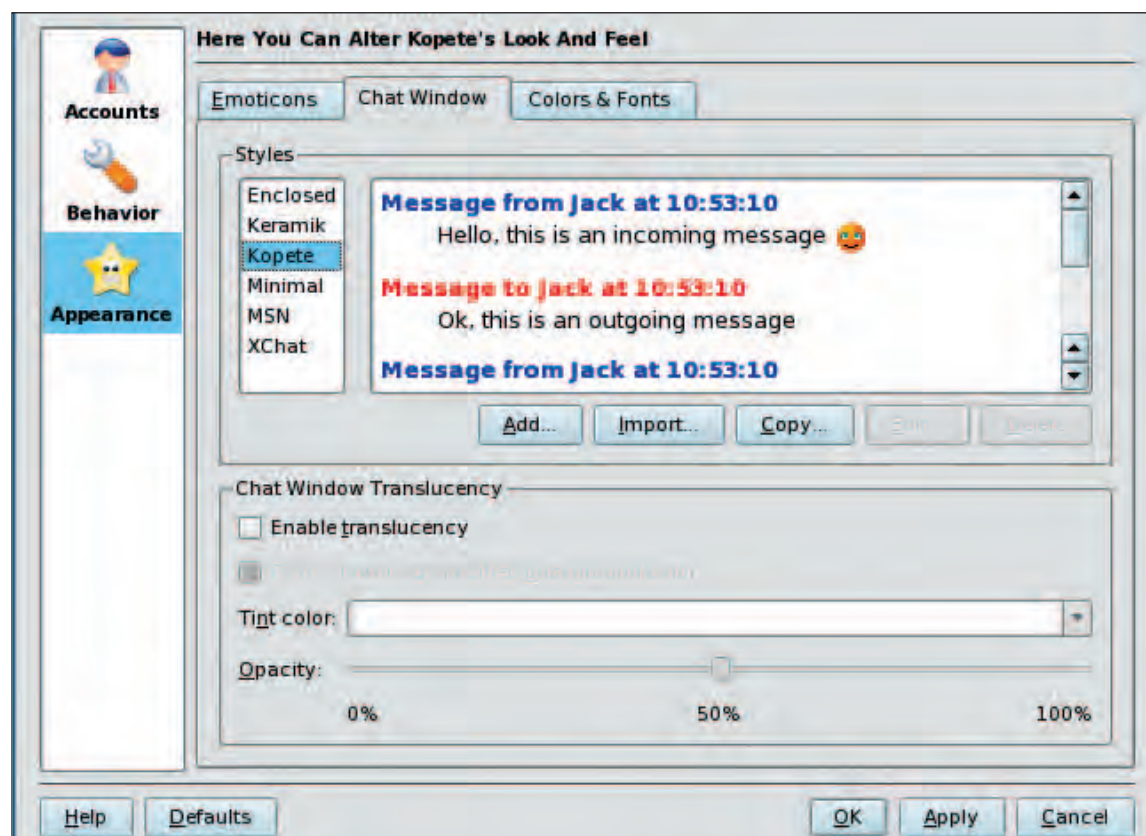 Here You Can Alter Kopete's Look And Feel
Accounts
Behavior
Appearance
Emoticons
Chat Window
Colors & Fonts
Styles
Enclosed
Keramik
Kopete
Minimal
MSN
XChat
Message from Jack at 10:53:10
Hello, this is an incoming message
Message to Jack at 10:53:10
Ok, this is an outgoing message
Message from Jack at 10:53:10
Add...
Import...
Copy...
Chat Window Translucency
Enable translucency
Tint color:
Opacity:
0%
50%
100%
Help
Defaults
OK
Apply
Cancel